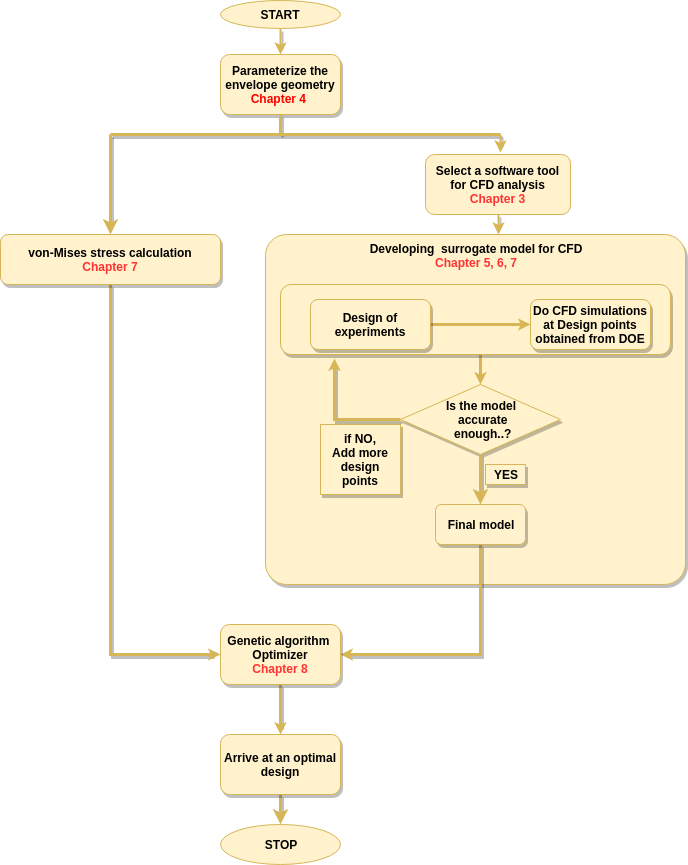 START
Parameterize the
envelope geometry
Chapter 4
Select a software tool
for CFD analysis
Chapter 3
von-Mises stress calculation
Chapter 7
Developing  surrogate model for CFD
Chapter 5, 6, 7
Design of
experiments
Do CFD simulations
at Design points
obtained from DOE
Is the model
accurate
enough..?
if NO,
Add more
design
points
YES
Final model
Genetic algorithm
Optimizer
Chapter 8
Arrive at an optimal
design
STOP